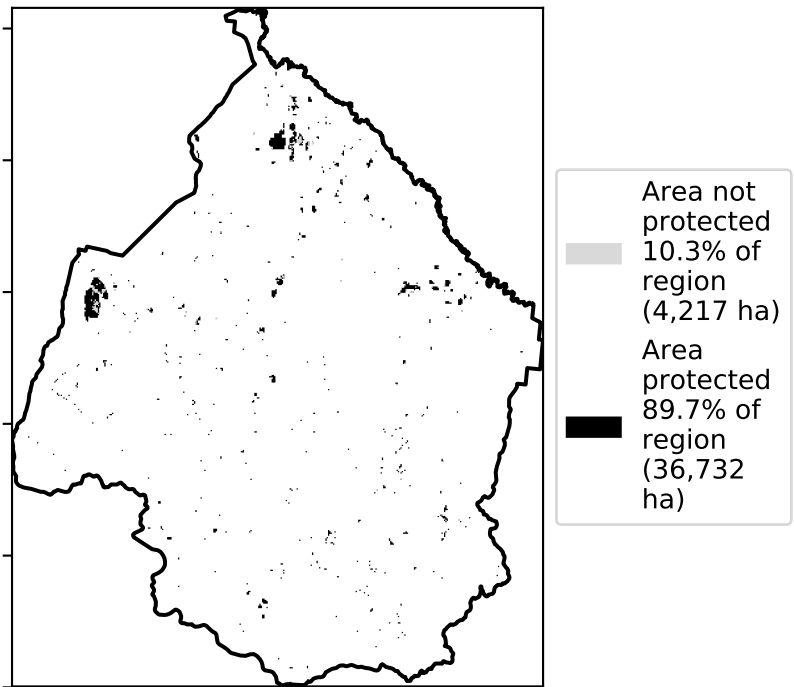 Area not
protected
10.3% of
region
(4,217 ha)
Area
protected
89.7% of
region
(36,732
ha)